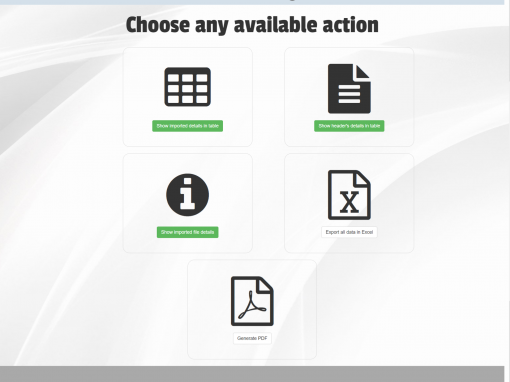 Choose any available action
Show imported details in table
Show header's details in table
Show imported file details
X
Export all data in Excel
Generate PDF